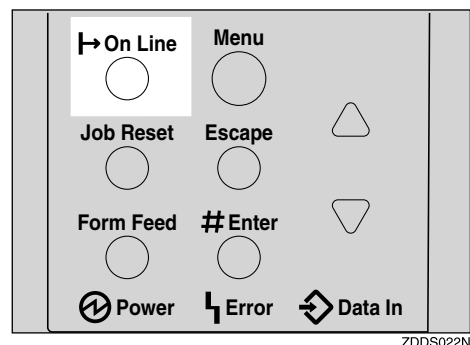 On Line Menu
Job Reset Escape
Form Feed # Enter
Power Error Data In
ZDDS022N